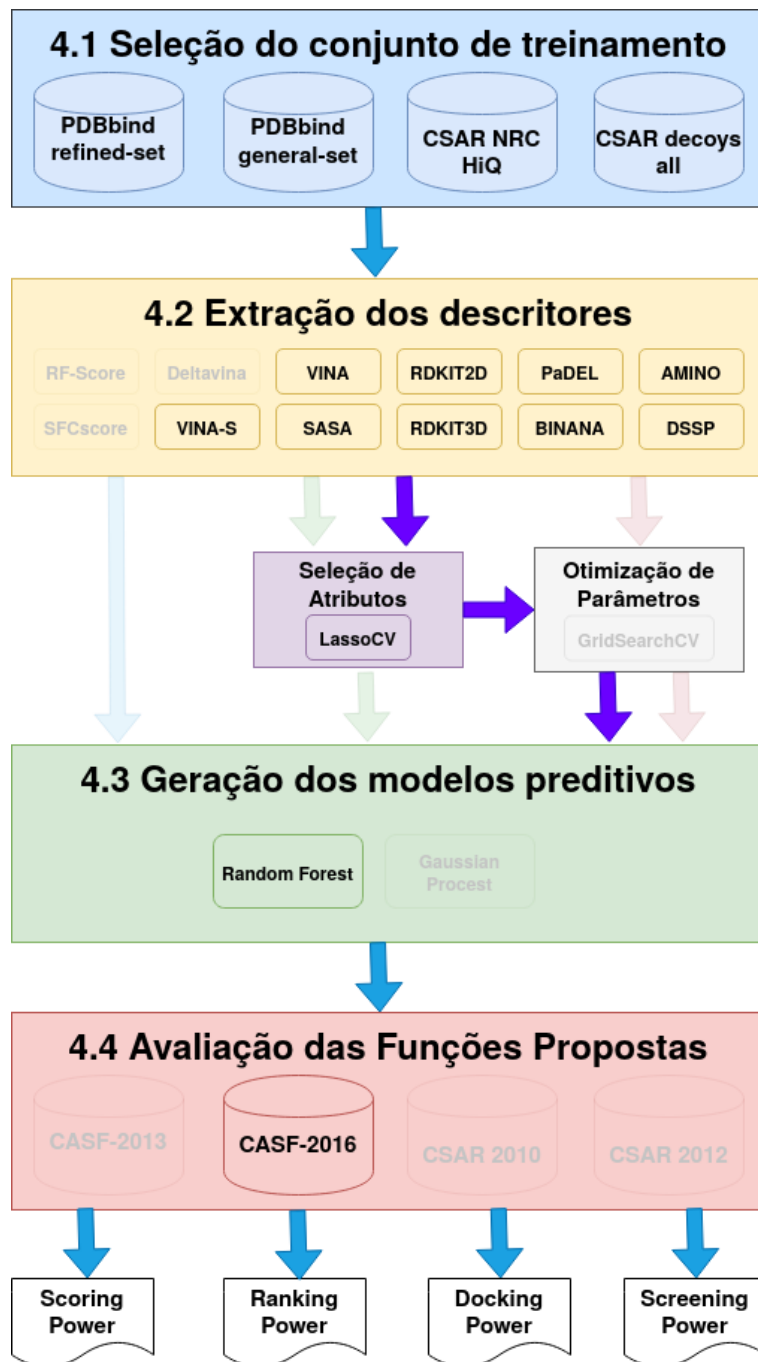 4.1 Seleção do conjunto de treinamento
PDBbind
refined-set
PDBbind
general-set
CSAR NRC
HiQ
CSAR decoys
all
4.2 Extração dos descritores
RF-Score
Deltavina
VINA
RDKIT2D
PaDEL
AMINO
SFCscore
VINA-S
SASA
RDKIT3D
BINANA
DSSP
Seleção de
Atributos
LassoCV
Otimização de
Parâmetros
GridSearchCV
4.3 Geração dos modelos preditivos
Random Forest
Gaussian
Procest
4.4 Avaliação das Funções Propostas
CASF-2013
CASF-2016
CSAR 2010
CSAR 2012
Scoring
Power
Ranking
Power
Docking
Power
Screening
Power